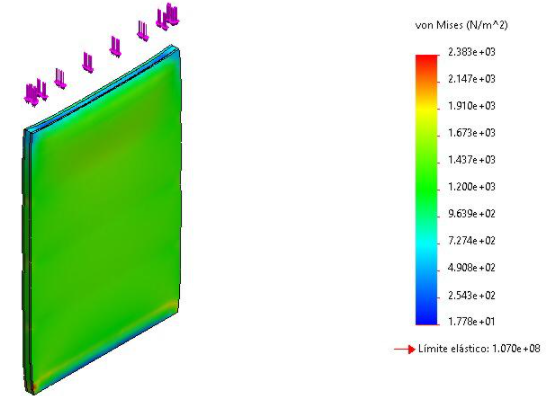 von Mises (N/m^2)
2.383e+03
2.147e+03
1.910e+03
1.673e+03
1.437e+03
1.200e+03
9.639e+02
7.274e+02
4.908e+02
2.543e+02
1.778e+01
Límite elástico: 1.070e+08